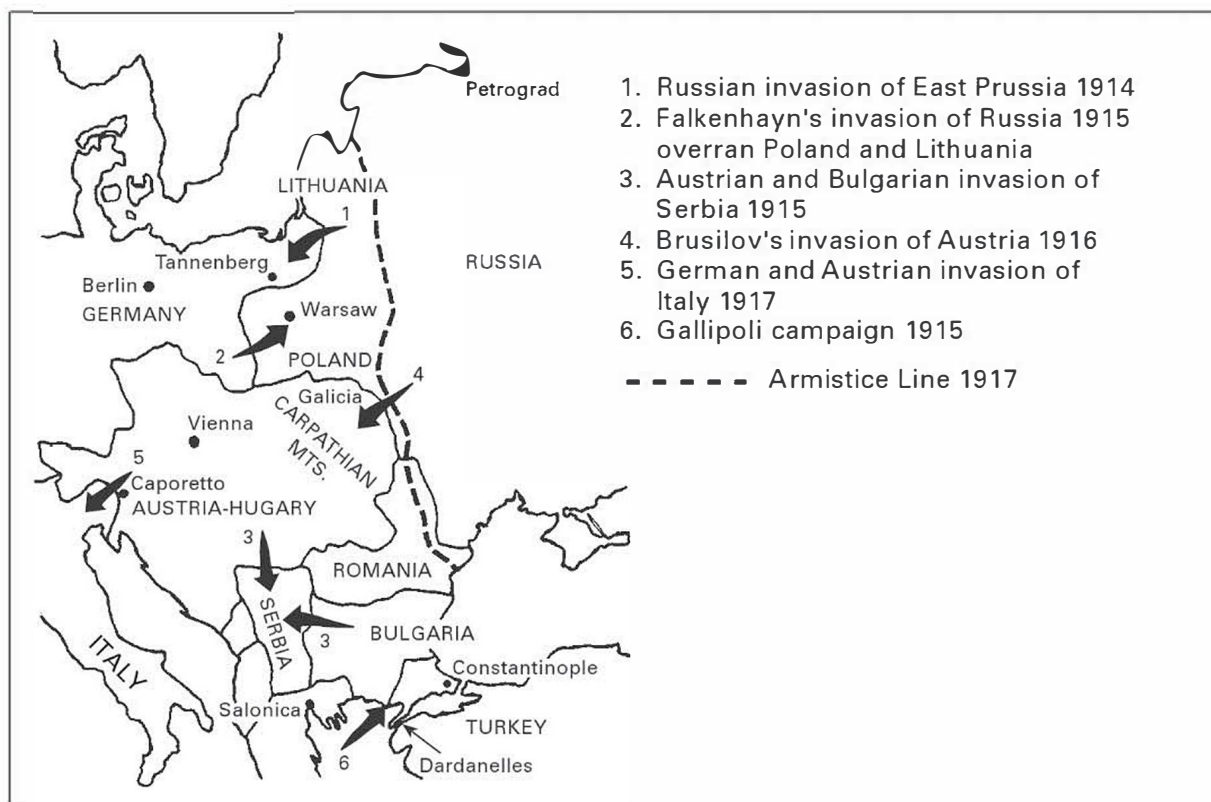 Petrograd
LITHUANIA
1
Tannenberg
RUSSIA
Berlin
GERMANY
Warsaw
2
POLAND
4
Galicia
CARPATHIAN
MTS.
Vienna
5
Caporetto
AUSTRIA-HUGARY
3
ROMANIA
SERBIA
3
BULGARIA
ITALY
Constantinople
Salonica
TURKEY
6
Dardanelles
1. Russian invasion of East Prussia 1914
2. Falkenhayn's invasion of Russia 1915
overran Poland and Lithuania
3. Austrian and Bulgarian invasion of
Serbia 1915
4. Brusilov's invasion of Austria 1916
5. German and Austrian invasion of
Italy 1917
6. Gallipoli campaign 1915
Armistice Line 1917